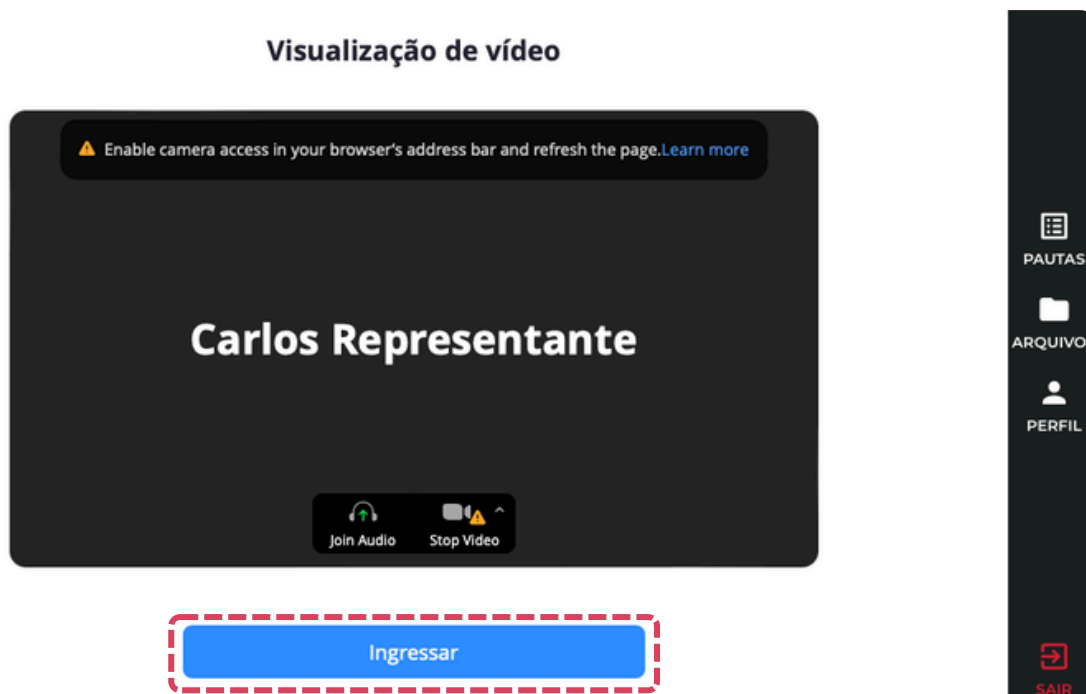 Visualização de vídeo
Enable camera access in your browser's address bar and refresh the page.Learn more
Carlos Representante
Join Audio
Stop Video
Ingressar
PAUTAS
ARQUIVO
PERFIL
SAIR